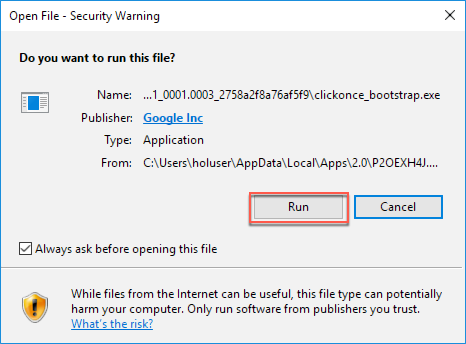 Open File - Security Warning
Do you want to run this file?
Name: ...1_0001.0003_2758a2f8a76af5f9\clickonce_bootstrap.exe
Publisher: Google Inc
Type: Application
From: C:\Users\holuser\AppData\Local\Apps\2.0\P2OEXH4J....
Run Cancel
Always ask before opening this file
While files from the Internet can be useful, this file type can potentially
harm your computer. Only run software from publishers you trust.
What's the risk?